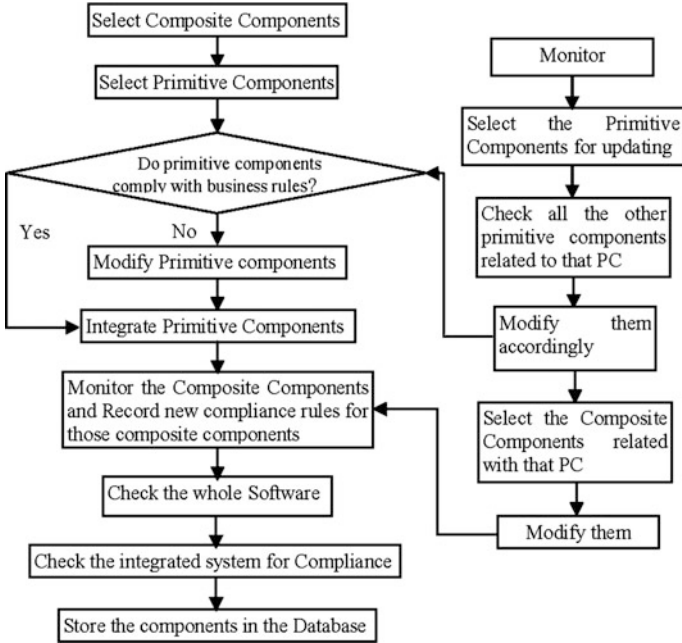 Select Composite Components
Select Primitive Components
Do primitive components
comply with business rules?
Yes
No
Modify Primitive components
Integrate Primitive Components
Monitor the Composite Components
and Record new compliance rules for
those composite components
Check the whole Software
Check the integrated system for Compliance
Store the components in the Database
Monitor
Select the Primitive
Components for updating
Check all the other
primitive components
related to that PC
Modify them
accordingly
Select the Composite
Components related
with that PC
Modify them